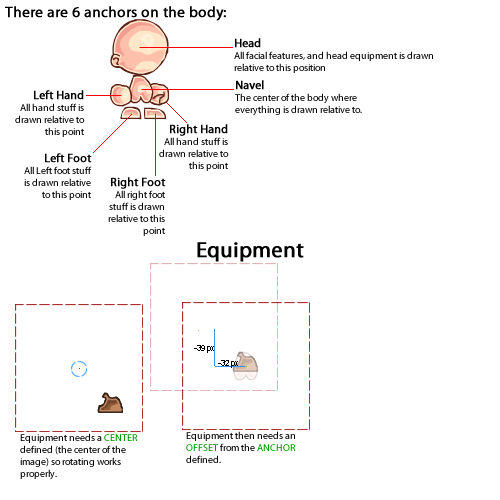 There are 6 anchors on the body:
Head
All facial features, and head equipment is drawn
relative to this position
Navel
The center of the body where
everything is drawn relative to.
Left Hand
All hand stuff is
drawn relative to
this point
Right Hand
All hand stuff is
drawn relative to
this point
Left Foot
All Left foot stuff
is drawn relative
to this point
Right Foot
All right foot
stuff is drawn
relative to this
point
Equipment
-39px
-32px
Equipment needs a CENTER
defined (the center of the
image) so rotating works
properly.
Equipment then needs an
OFFSET from the ANCHOR
defined.